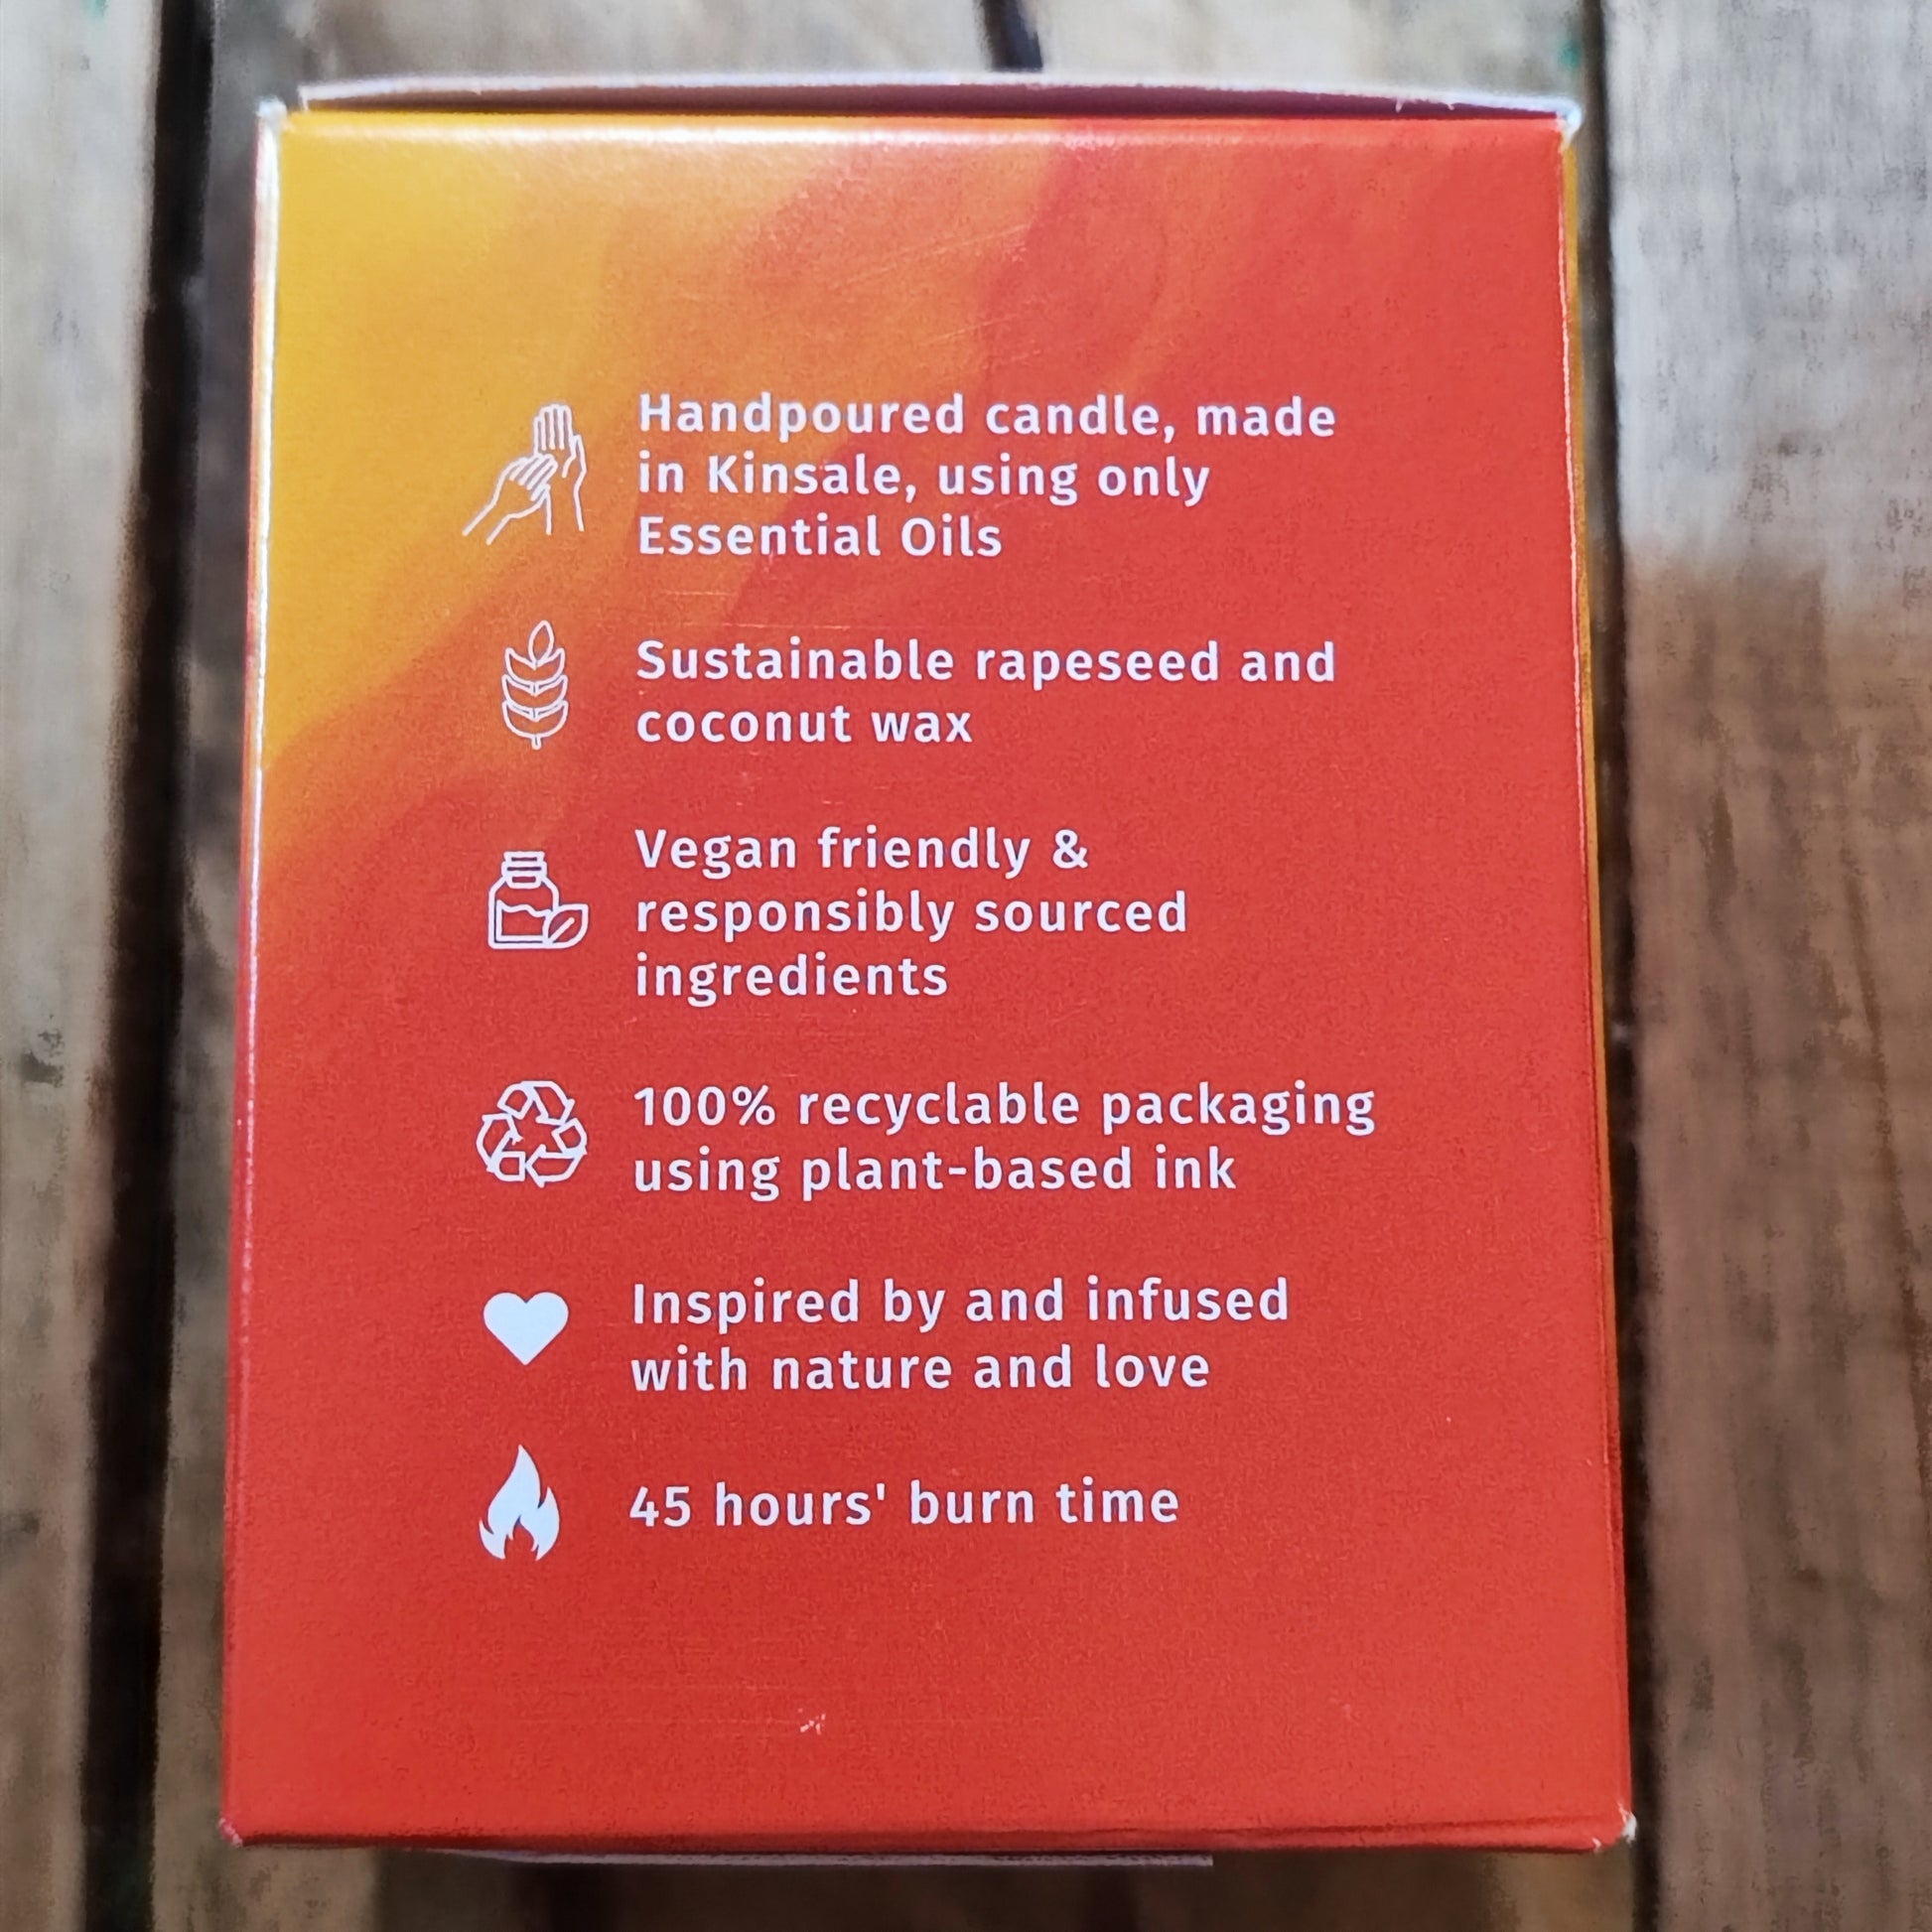 Handpoured candle, made
in Kinsale, using only
Essential Oils
Sustainable rapeseed and
coconut wax
Vegan friendly &
responsibly sourced
ingredients
100% recyclable packaging
using plant-based ink
Inspired by and infused
with nature and love
45 hours' burn time